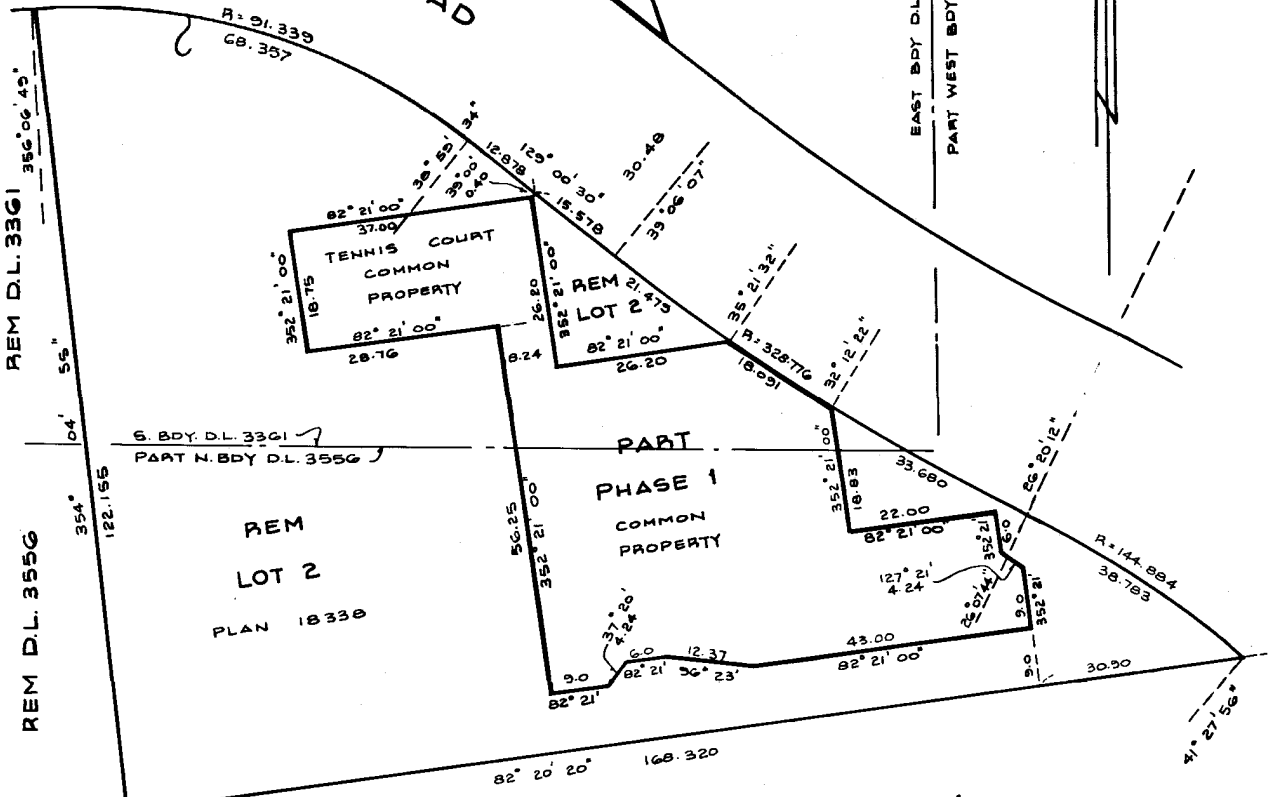 AD
R = 91.339
68.357
EAST BDY D.L.
PART WEST BDY
REM D.L. 3361
356° 06' 49"
38° 59' 34"
12.878
129° 00' 30"
39° 00'
0.40
30.48
39° 06' 07"
15.578
82° 21' 00"
37.00
TENNIS COURT
COMMON
PROPERTY
352° 21' 00"
18.75
82° 21' 00"
28.76
26.20
352° 21' 00"
8.24
REM
LOT 2
21.479
82° 21' 00"
26.20
35° 21' 32"
R = 328.776
18.091
32° 12' 22"
S. BDY. D.L. 3361
PART N. BDY D.L. 3556
354° 04' 55"
122.155
REM D.L. 3556
REM
LOT 2
PLAN 18338
56.25
352° 21' 00"
PART
PHASE 1
COMMON
PROPERTY
352° 21' 00"
18.83
33.680
26° 20' 12"
22.00
82° 21' 00"
352° 21'
6.0
127° 21'
4.24
26° 07' 44"
9.0
352° 21'
R = 144.884
38.783
37° 20'
4.24
9.0
82° 21'
6.0
82° 21'
12.37
96° 23'
43.00
82° 21' 00"
9.0
30.90
41° 27' 56"
82° 20' 20"
168.320